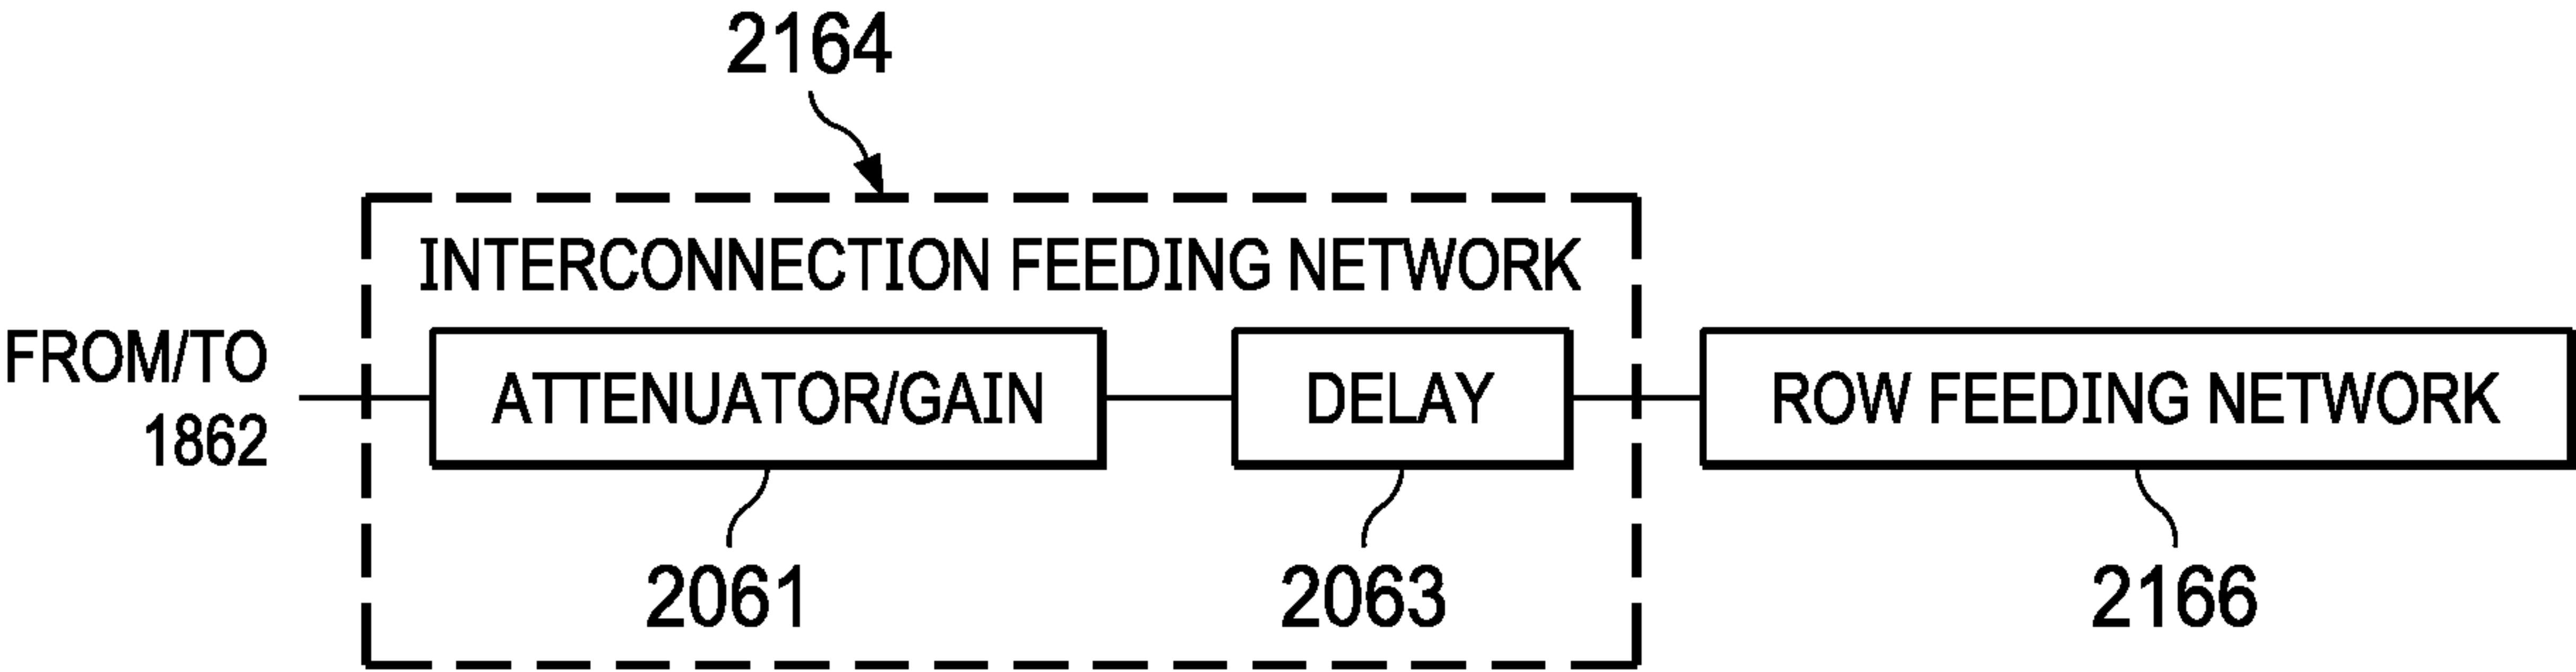 2164
INTERCONNECTION FEEDING NETWORK
FROM/TO
1862
ATTENUATOR/GAIN
DELAY
ROW FEEDING NETWORK
2061
2063
2166